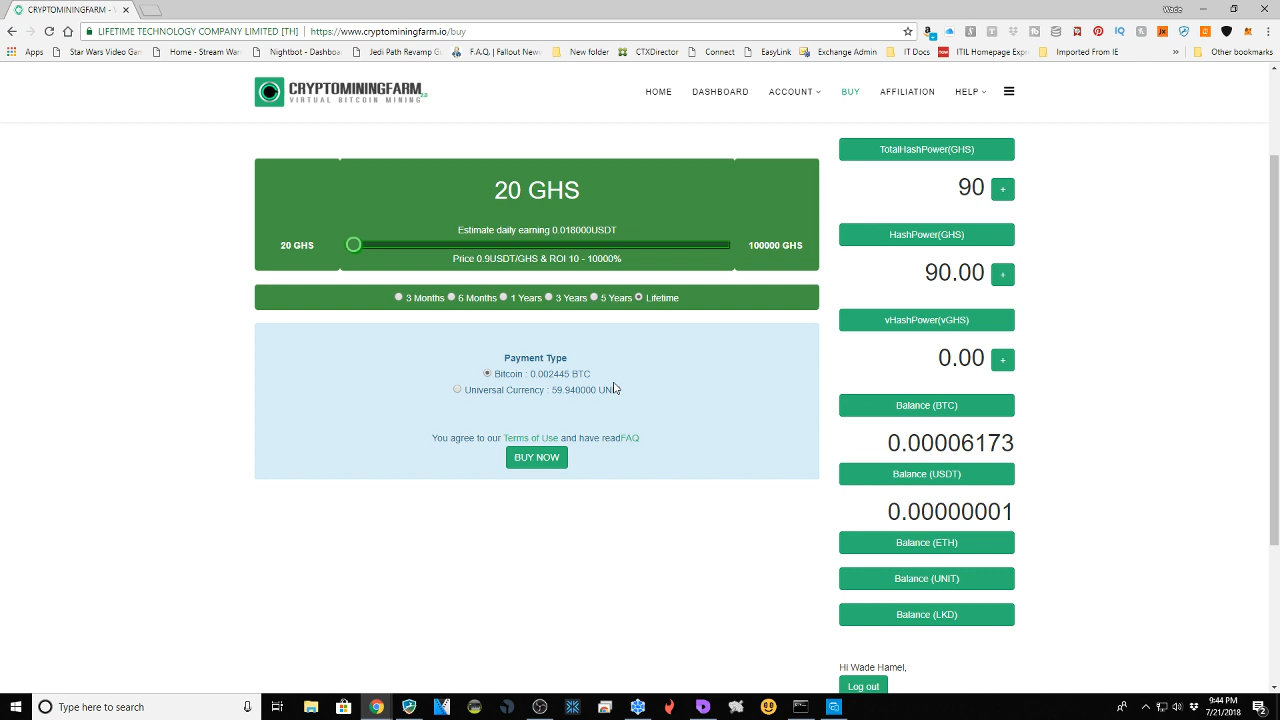 CRYPTOMININGFARM - V
Wade
LIFETIME TECHNOLOGY COMPANY LIMITED [TH] https://www.cryptominingfarm.io/buy
Apps Star Wars Video Gam Home - Stream War Nightbot - Dashboard Jedi Path Revamp Gu F.A.Q. | Fallout New New folder CTXDirector Connect EasyLink Exchange Admin IT Docs ITIL Homepage Expr Imported From IE » Other bookmarks
CRYPTOMININGFARM 2.0
VIRTUAL BITCOIN MINING
HOME DASHBOARD ACCOUNT BUY AFFILIATION HELP
20 GHS
Estimate daily earning 0.018000USDT
20 GHS 100000 GHS
Price 0.9USDT/GHS & ROI 10 - 10000%
3 Months 6 Months 1 Years 3 Years 5 Years Lifetime
Payment Type
Bitcoin : 0.002445 BTC
Universal Currency : 59.940000
You agree to our Terms of Use and have readFAQ
BUY NOW
TotalHashPower(GHS)
90 +
HashPower(GHS)
90.00 +
vHashPower(vGHS)
0.00 +
Balance (BTC)
0.00006173
Balance (USDT)
0.00000001
Balance (ETH)
Balance (UNIT)
Balance (LKD)
Hi Wade Hamel,
Log out
Type here to search
9:44 PM
7/21/2018